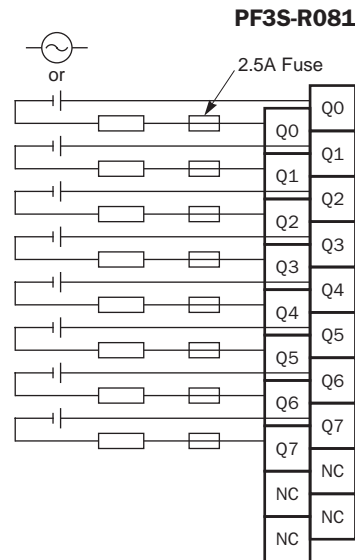 PF3S-R081
or
2.5A Fuse
Q0
Q0
Q1
Q1
Q2
Q2
Q3
Q3
Q4
Q4
Q5
Q5
Q6
Q6
Q7
Q7
NC
NC
NC
NC